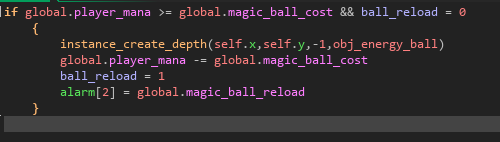 if global.player_mana >= global.magic_ball_cost && ball_reload = 0
{
instance_create_depth(self.x,self.y,-1,obj_energy_ball)
global.player_mana -= global.magic_ball_cost
ball_reload = 1
alarm[2] = global.magic_ball_reload
}